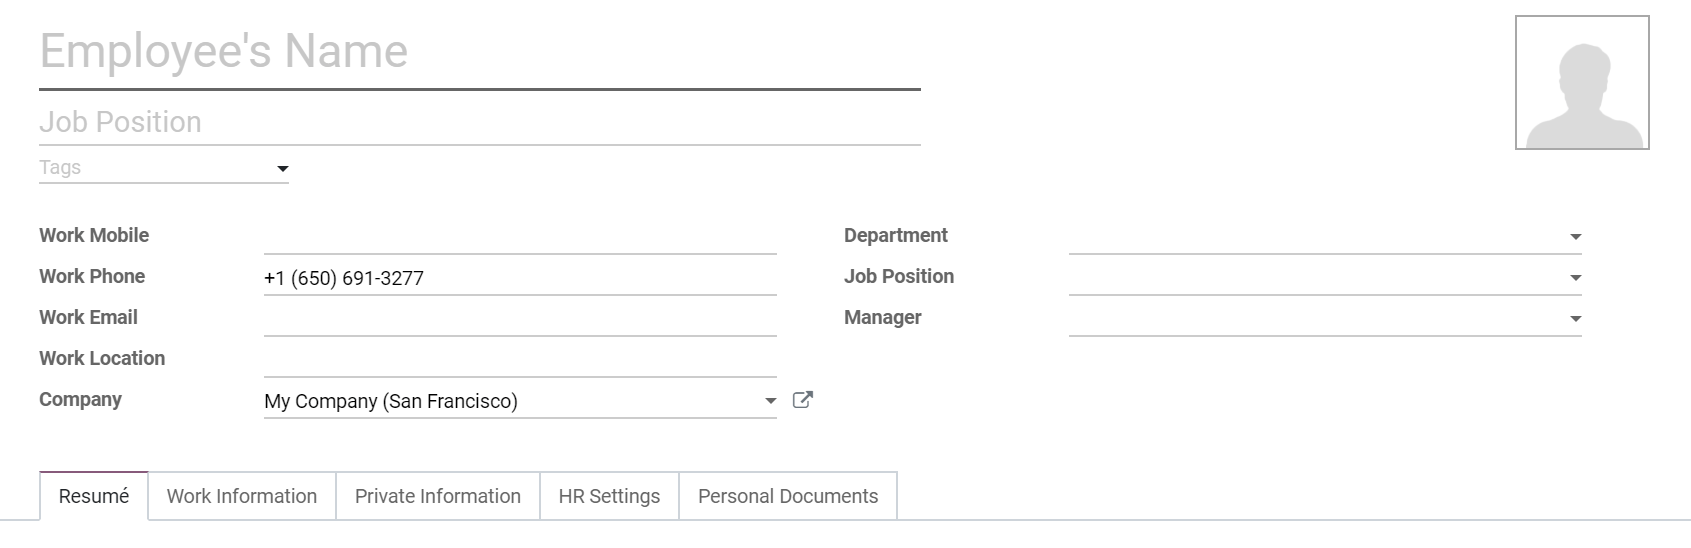 Employee's Name
Job Position
Tags
Work Mobile
Work Phone +1 (650) 691-3277
Work Email
Work Location
Company My Company (San Francisco)
Department
Job Position
Manager
Resumé Work Information Private Information HR Settings Personal Documents